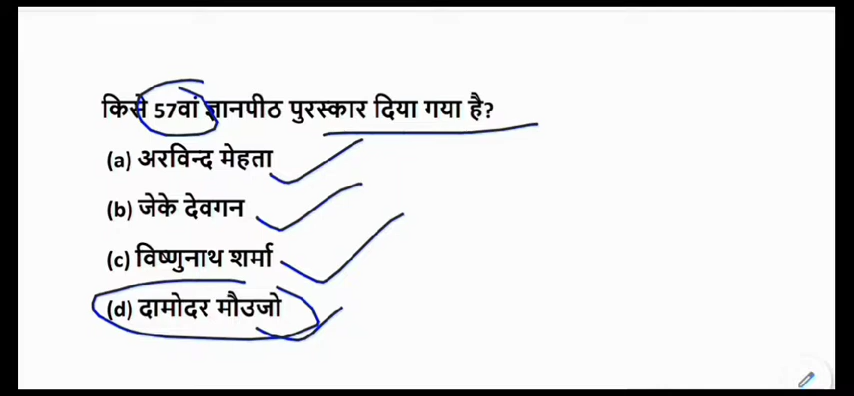 किसे 57वां ज्ञानपीठ पुरस्कार दिया गया है?
(a) अरविन्द मेहता
(b) जेके देवगन
(c) विष्णुनाथ शर्मा
(d) दामोदर मौउजो